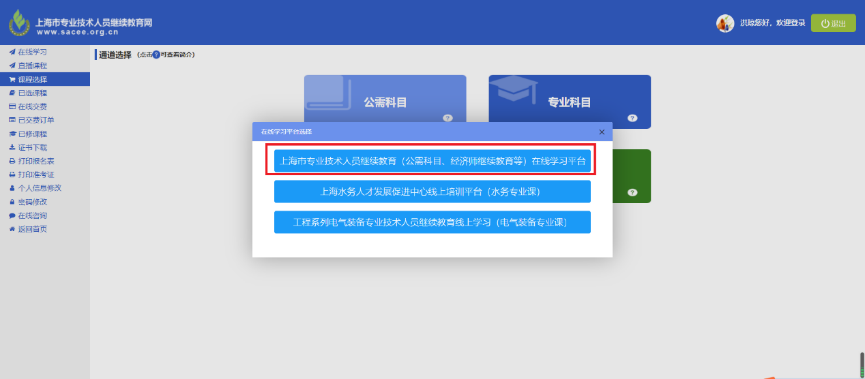 上海市专业技术人员继续教育网
www.sacee.org.cn
您好，欢迎登录
退出
在线学习
直播课程
课程选择
已选课程
在线交费
已交费订单
已修课程
证书下载
打印报名表
打印准考证
个人信息修改
密码修改
在线咨询
返回首页
通道选择 （点击?可查看简介）
公需科目
?
专业科目
?
?
在线学习平台选择
×
上海市专业技术人员继续教育（公需科目、经济师继续教育等）在线学习平台
上海水务人才发展促进中心线上培训平台（水务专业课）
工程系列电气装备专业技术人员继续教育线上学习（电气装备专业课）